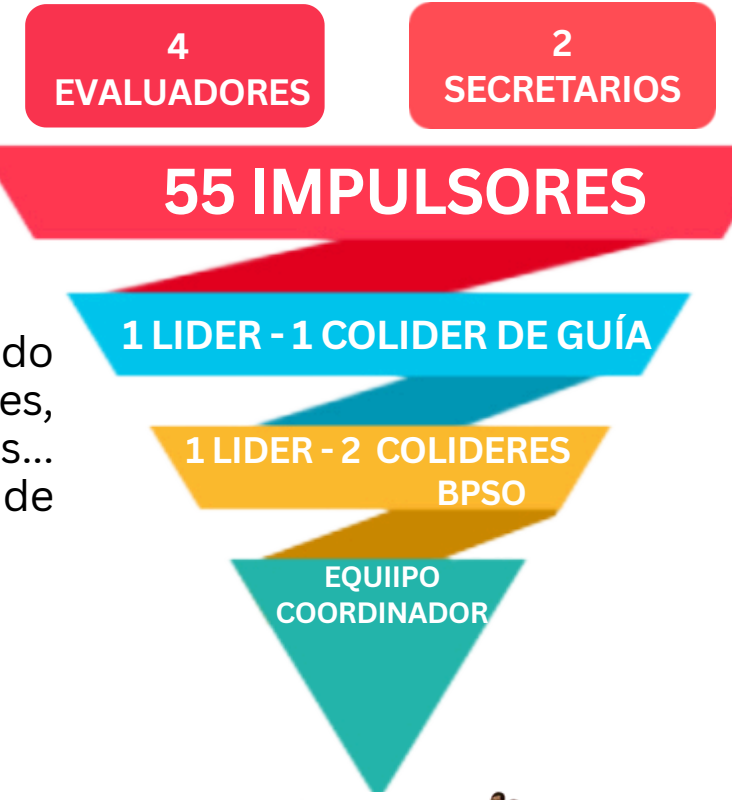 4
EVALUADORES
2
SECRETARIOS
55 IMPULSORES
1 LIDER - 1 COLIDER DE GUÍA
do
es,
s...
de
1 LIDER - 2 COLIDERES
BPSO
EQUIIPO
COORDINADOR